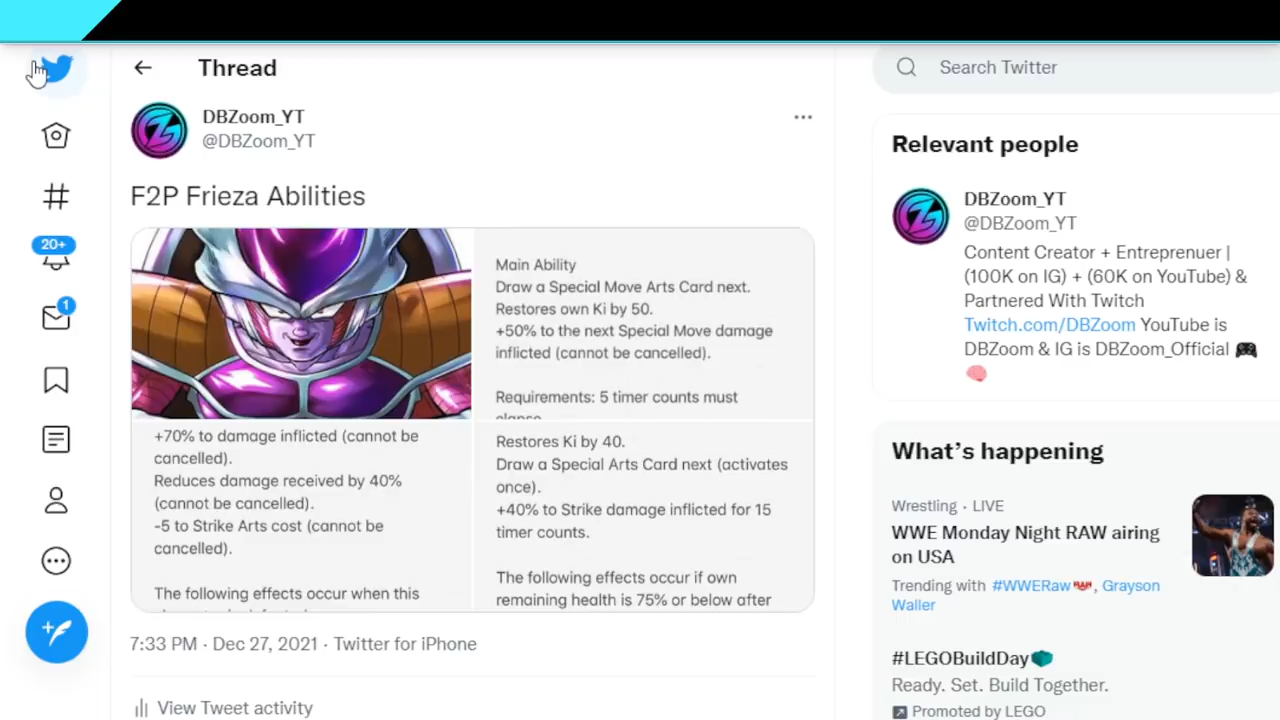 Thread
Search Twitter
DBZoom_YT
@DBZoom_YT
F2P Frieza Abilities
Main Ability
Draw a Special Move Arts Card next.
Restores own Ki by 50.
+50% to the next Special Move damage
inflicted (cannot be cancelled).
Requirements: 5 timer counts must
+70% to damage inflicted (cannot be
cancelled).
Reduces damage received by 40%
(cannot be cancelled).
-5 to Strike Arts cost (cannot be
cancelled).
The following effects occur when this
Restores Ki by 40.
Draw a Special Arts Card next (activates
once).
+40% to Strike damage inflicted for 15
timer counts.
The following effects occur if own
remaining health is 75% or below after
7:33 PM · Dec 27, 2021 · Twitter for iPhone
View Tweet activity
20+
1
Relevant people
DBZoom_YT
@DBZoom_YT
Content Creator + Entreprenuer |
(100K on IG) + (60K on YouTube) &
Partnered With Twitch
Twitch.com/DBZoom YouTube is
DBZoom & IG is DBZoom_Official 🎮
🧠
What's happening
Wrestling · LIVE
WWE Monday Night RAW airing
on USA
Trending with #WWERaw, Grayson
Waller
#LEGOBuildDay
Ready. Set. Build Together.
Promoted by LEGO